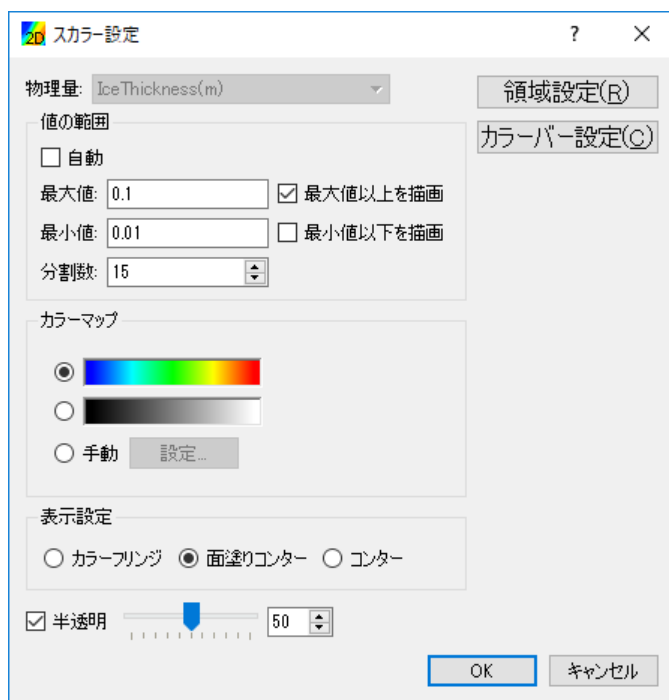 2D スカラー設定 ?
物理量: IceThickness(m)
領域設定(R)
カラーバー設定(C)
値の範囲
自動
最大値: 0.1 最大値以上を描画
最小値: 0.01 最小値以下を描画
分割数: 15
カラーマップ
手動 設定...
表示設定
カラーフリンジ 面塗りコンター コンター
半透明 50
OK キャンセル